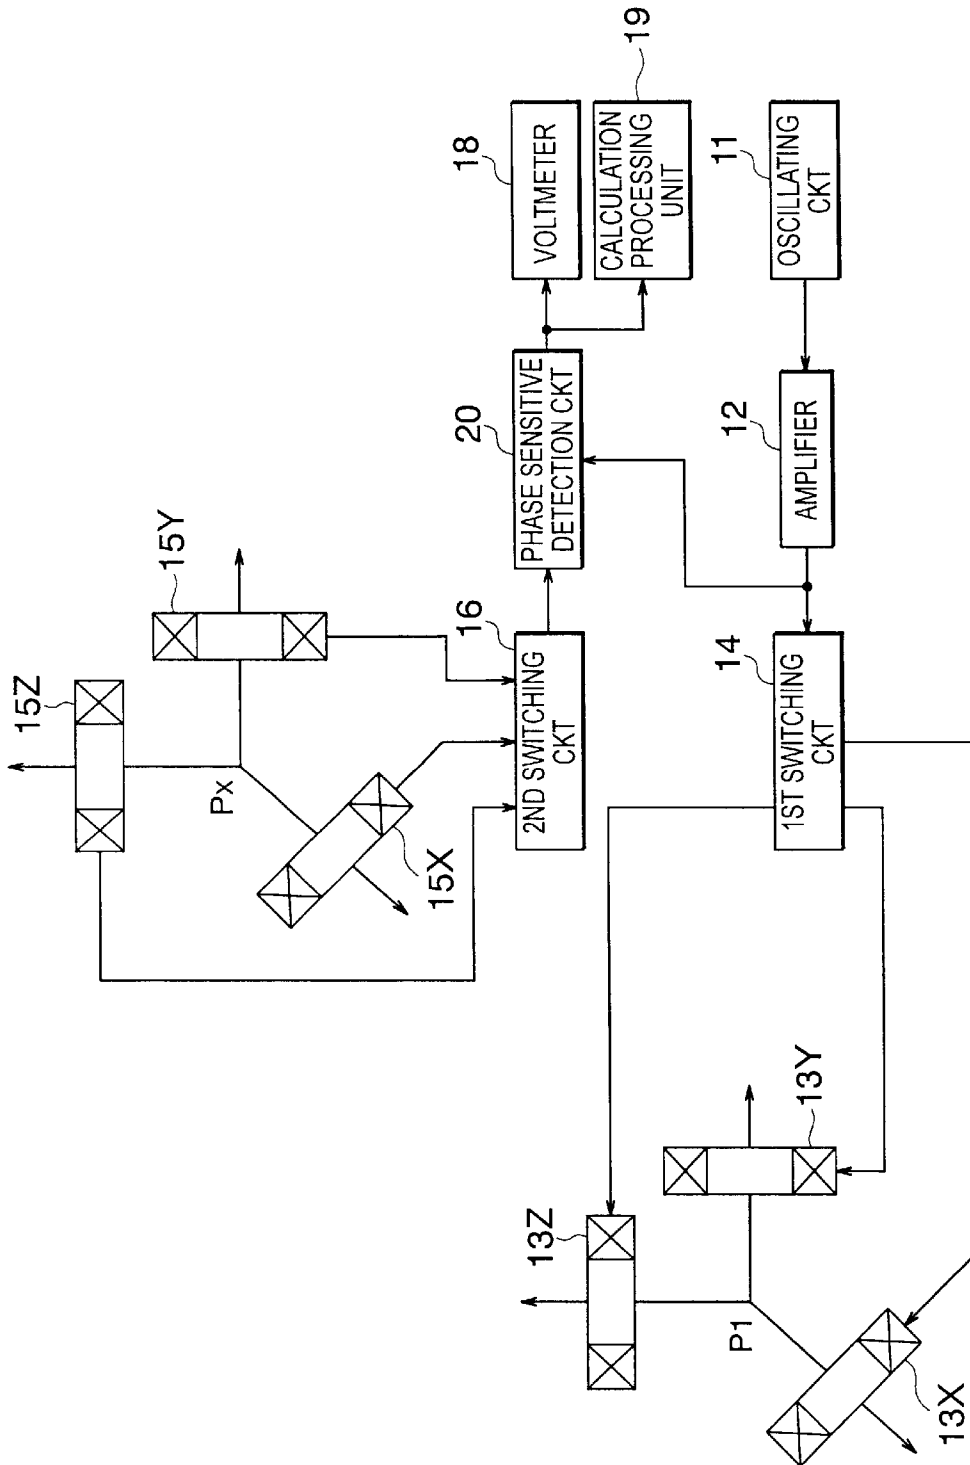 15Z
15Y
Px
15X
16
2ND SWITCHING
CKT
20
PHASE SENSITIVE
DETECTION CKT
18
VOLTMETER
19
CALCULATION
PROCESSING
UNIT
13Z
13Y
P1
13X
14
1ST SWITCHING
CKT
12
AMPLIFIER
11
OSCILLATING
CKT